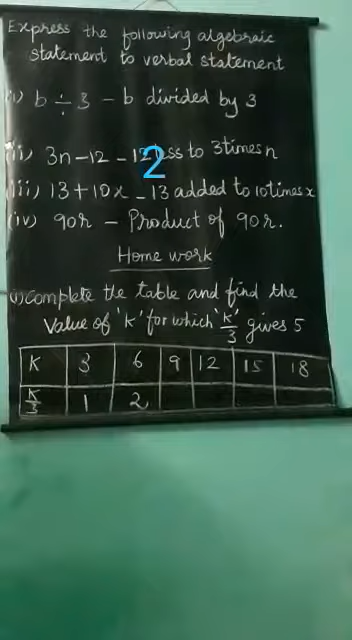 Express the following algebraic
statement to verbal statement
i) b ÷ 3 - b divided by 3
ii) 3n-12 - 12 to 3times n
2
iii) 13+10x - 13 added to 10times x
(iv) 90r - Product of 90r.
Home work
i) Complete the table and find the
Value of 'k' for which 'k/3' gives 5
K 3 6 9 12 15 18
K/3 1 2